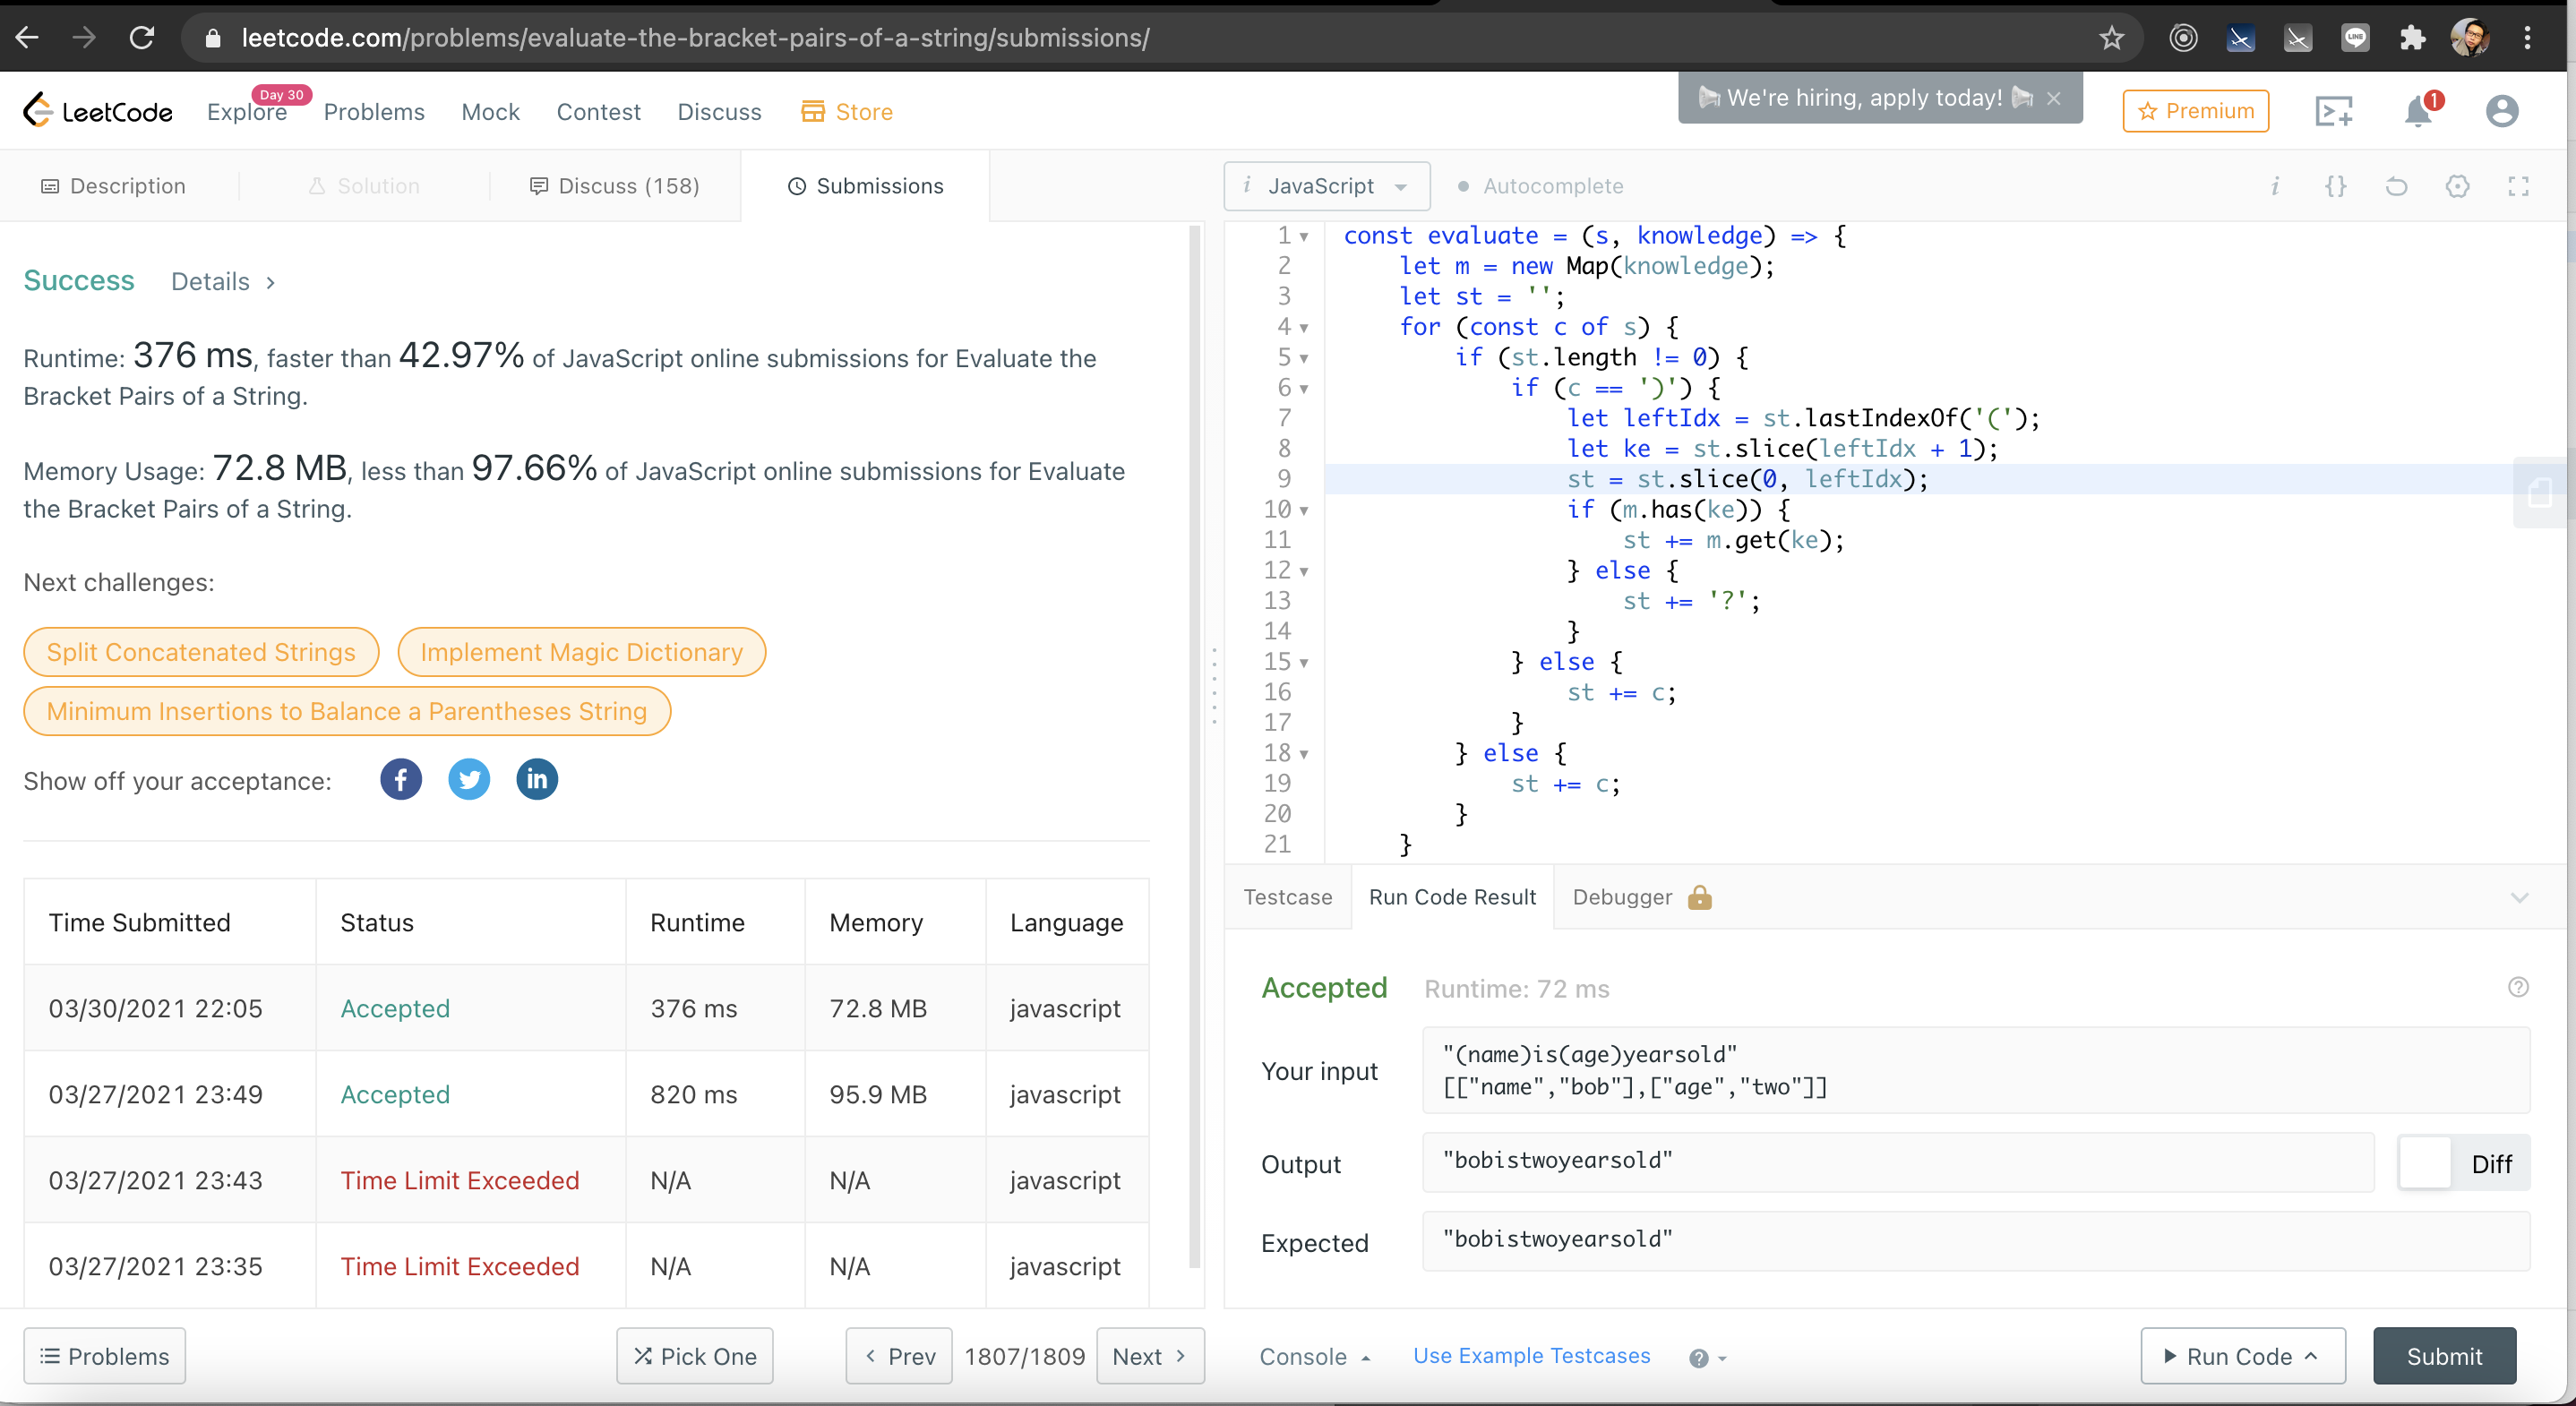 leetcode.com/problems/evaluate-the-bracket-pairs-of-a-string/submissions/
LINE
LeetCode
Explore
Day 30
Problems
Mock
Contest
Discuss
Store
We're hiring, apply today!
Premium
1
Description
Solution
Discuss (158)
Submissions
i JavaScript
Autocomplete
i {}
Success Details >
Runtime: 376 ms, faster than 42.97% of JavaScript online submissions for Evaluate the
Bracket Pairs of a String.
Memory Usage: 72.8 MB, less than 97.66% of JavaScript online submissions for Evaluate
the Bracket Pairs of a String.
Next challenges:
Split Concatenated Strings
Implement Magic Dictionary
Minimum Insertions to Balance a Parentheses String
Show off your acceptance:
f in
Time Submitted Status Runtime Memory Language
03/30/2021 22:05 Accepted 376 ms 72.8 MB javascript
03/27/2021 23:49 Accepted 820 ms 95.9 MB javascript
03/27/2021 23:43 Time Limit Exceeded N/A N/A javascript
03/27/2021 23:35 Time Limit Exceeded N/A N/A javascript
Problems
Pick One
< Prev
1807/1809
Next >
1 const evaluate = (s, knowledge) => {
2 let m = new Map(knowledge);
3 let st = '';
4 for (const c of s) {
5 if (st.length != 0) {
6 if (c == ')') {
7 let leftIdx = st.lastIndexOf('(');
8 let ke = st.slice(leftIdx + 1);
9 st = st.slice(0, leftIdx);
10 if (m.has(ke)) {
11 st += m.get(ke);
12 } else {
13 st += '?';
14 }
15 } else {
16 st += c;
17 }
18 } else {
19 st += c;
20 }
21 }
Testcase
Run Code Result
Debugger
Accepted Runtime: 72 ms
?
Your input
"(name)is(age)yearsold"
[["name","bob"],["age","two"]]
Output
"bobistwoyearsold"
Diff
Expected
"bobistwoyearsold"
Console
Use Example Testcases
?
Run Code
Submit